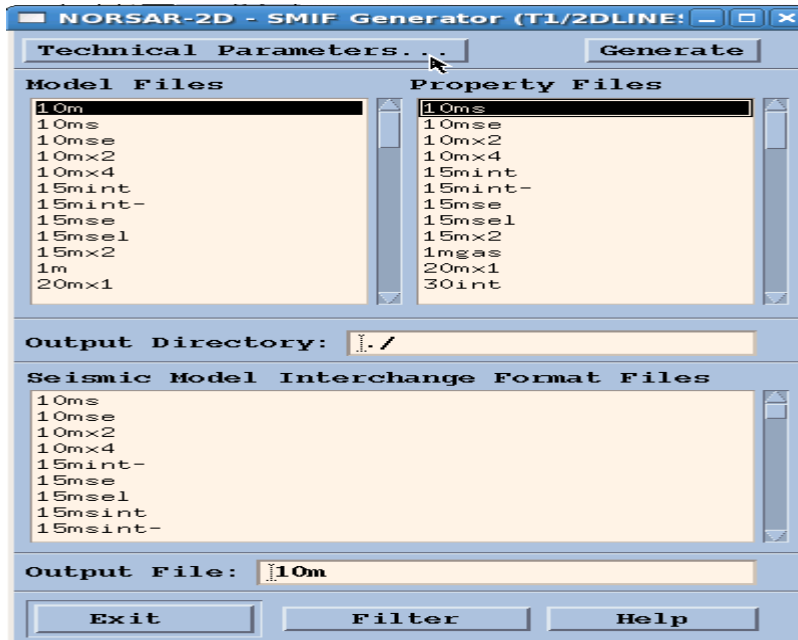 NORSAR-2D - SMIF Generator (T1/2DLINE:
Technical Parameters...
Generate
Model Files
10m
10ms
10mse
10mx2
10mx4
15mint
15mint-
15mse
15msel
15mx2
1m
20mx1
Property Files
10ms
10mse
10mx2
10mx4
15mint
15mint-
15mse
15msel
15mx2
1mgas
20mx1
30int
Output Directory: ./
Seismic Model Interchange Format Files
10ms
10mse
10mx2
10mx4
15mint-
15mse
15msel
15msint
15msint-
Output File: 10m
Exit
Filter
Help